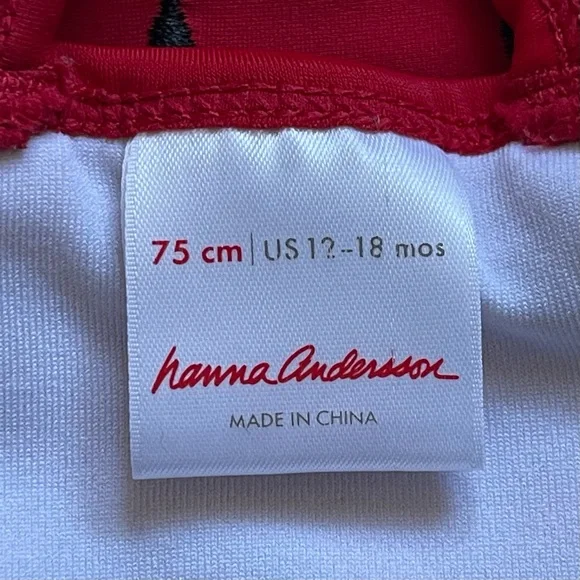 75 cm | US 12-18 mos
hanna andersson
MADE IN CHINA